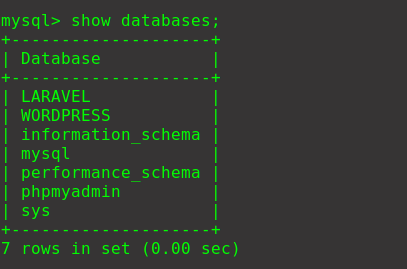 mysql> show databases;
+--------------------+
| Database           |
+--------------------+
| LARAVEL            |
| WORDPRESS          |
| information_schema |
| mysql              |
| performance_schema |
| phpmyadmin         |
| sys                |
+--------------------+
7 rows in set (0.00 sec)